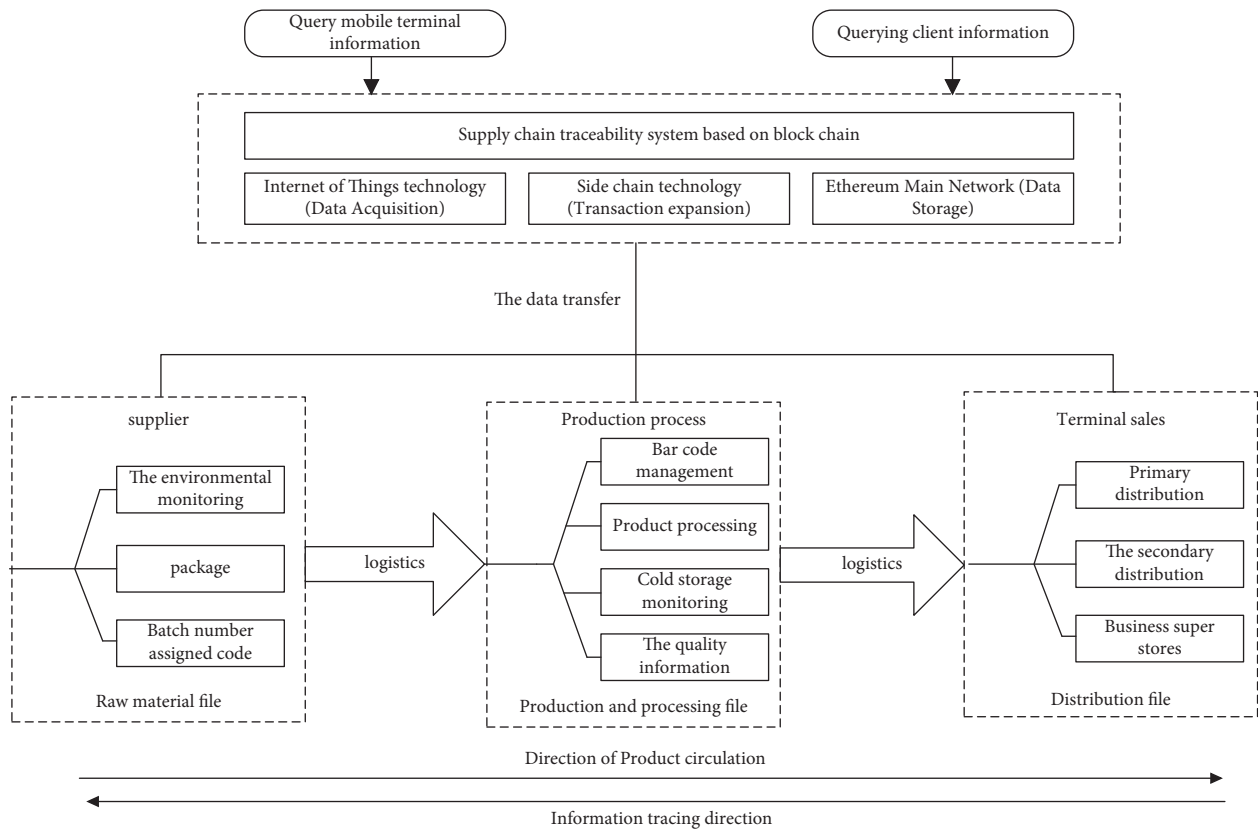 Query mobile terminal
information
Querying client information
Supply chain traceability system based on block chain
Internet of Things technology
(Data Acquisition)
Side chain technology
(Transaction expansion)
Ethereum Main Network (Data
Storage)
The data transfer
supplier
The environmental
monitoring
package
Batch number
assigned code
Raw material file
logistics
Production process
Bar code
management
Product processing
Cold storage
monitoring
The quality
information
Production and processing file
logistics
Terminal sales
Primary
distribution
The secondary
distribution
Business super
stores
Distribution file
Direction of Product circulation
Information tracing direction